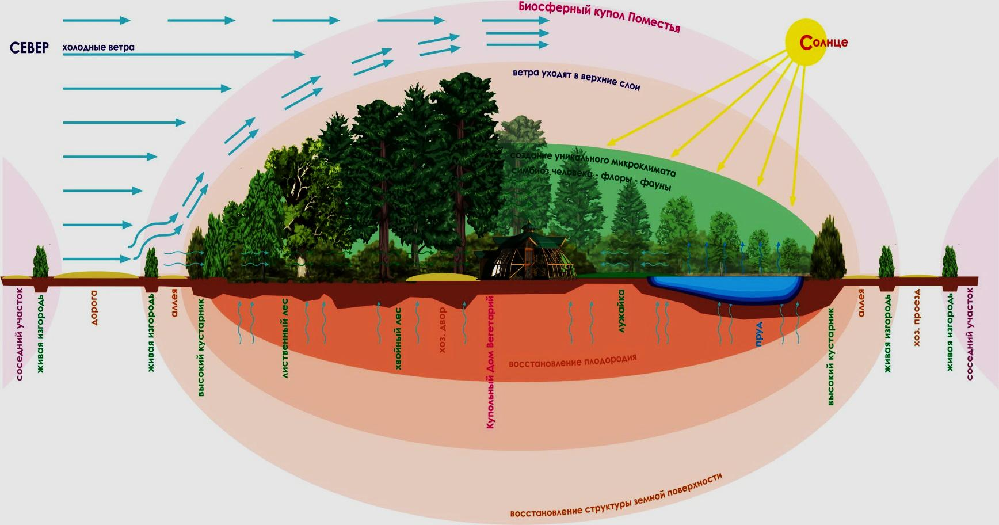 Биосферный купол Поместья
СЕВЕР
холодные ветра
Солнце
ветра уходят в верхние слои
создание уникального микроклимата
симбиоз человека - флоры - фауны
соседний участок
живая изгородь
дорога
живая изгородь
аллея
высокий кустарник
лиственный лес
хвойный лес
хоз. двор
Купольный Дом Вегетарий
лужайка
пруд
высокий кустарник
аллея
живая изгородь
хоз. проезд
живая изгородь
соседний участок
восстановление плодородия
восстановление структуры земной поверхности